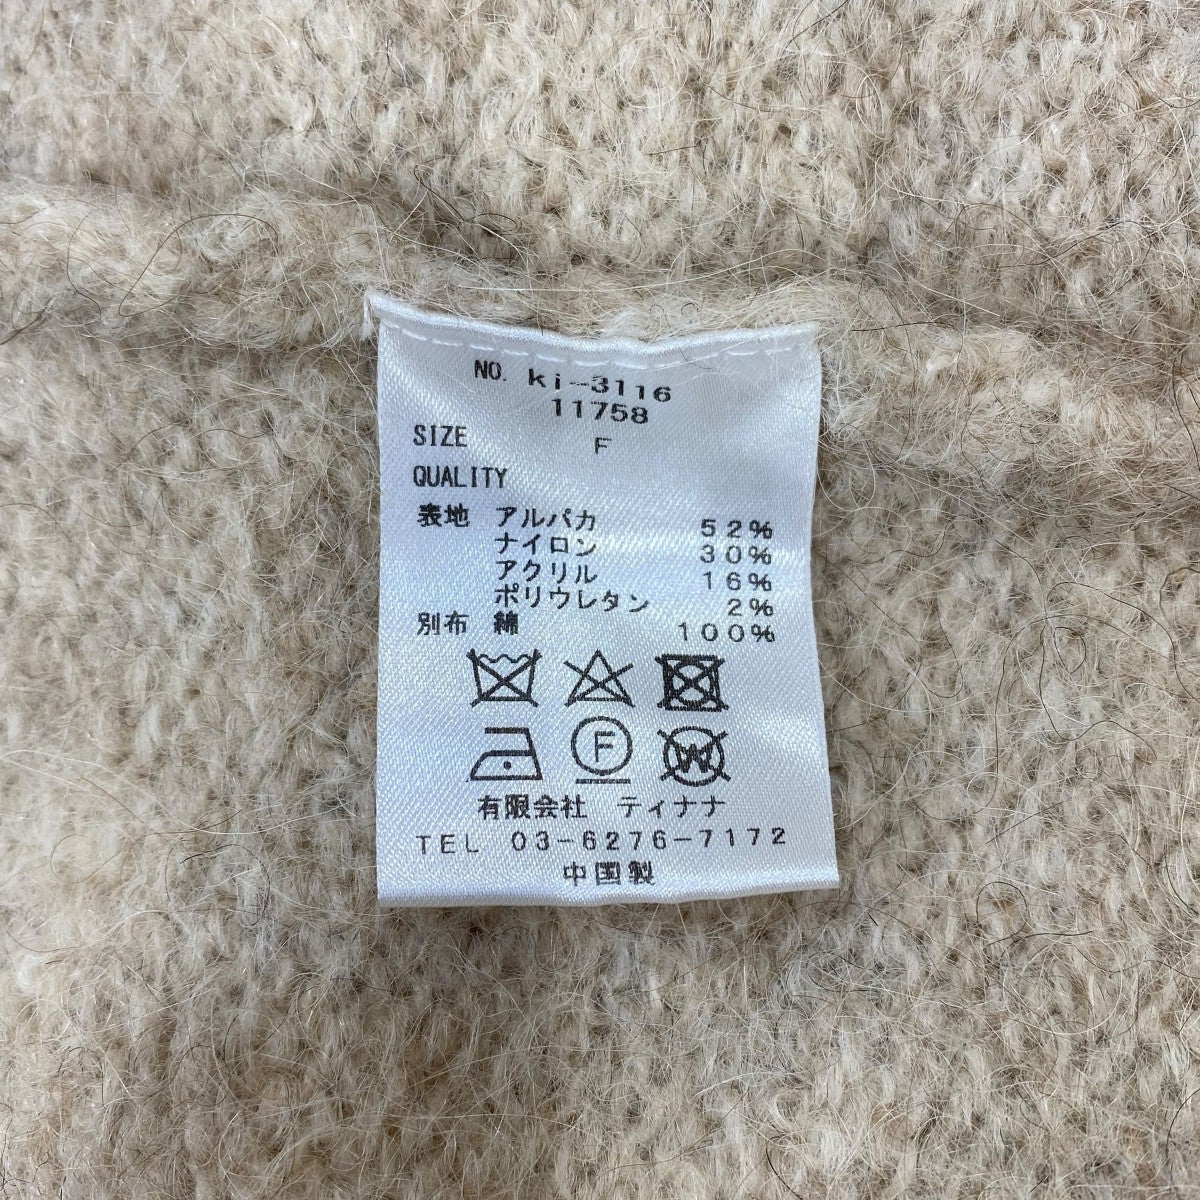 NO. ki-3116
11758
SIZE F
QUALITY
表地 アルパカ 52%
ナイロン 30%
アクリル 16%
ポリウレタン 2%
別布 綿 100%
F W
有限会社 ティナナ
TEL 03-6276-7172
中国製